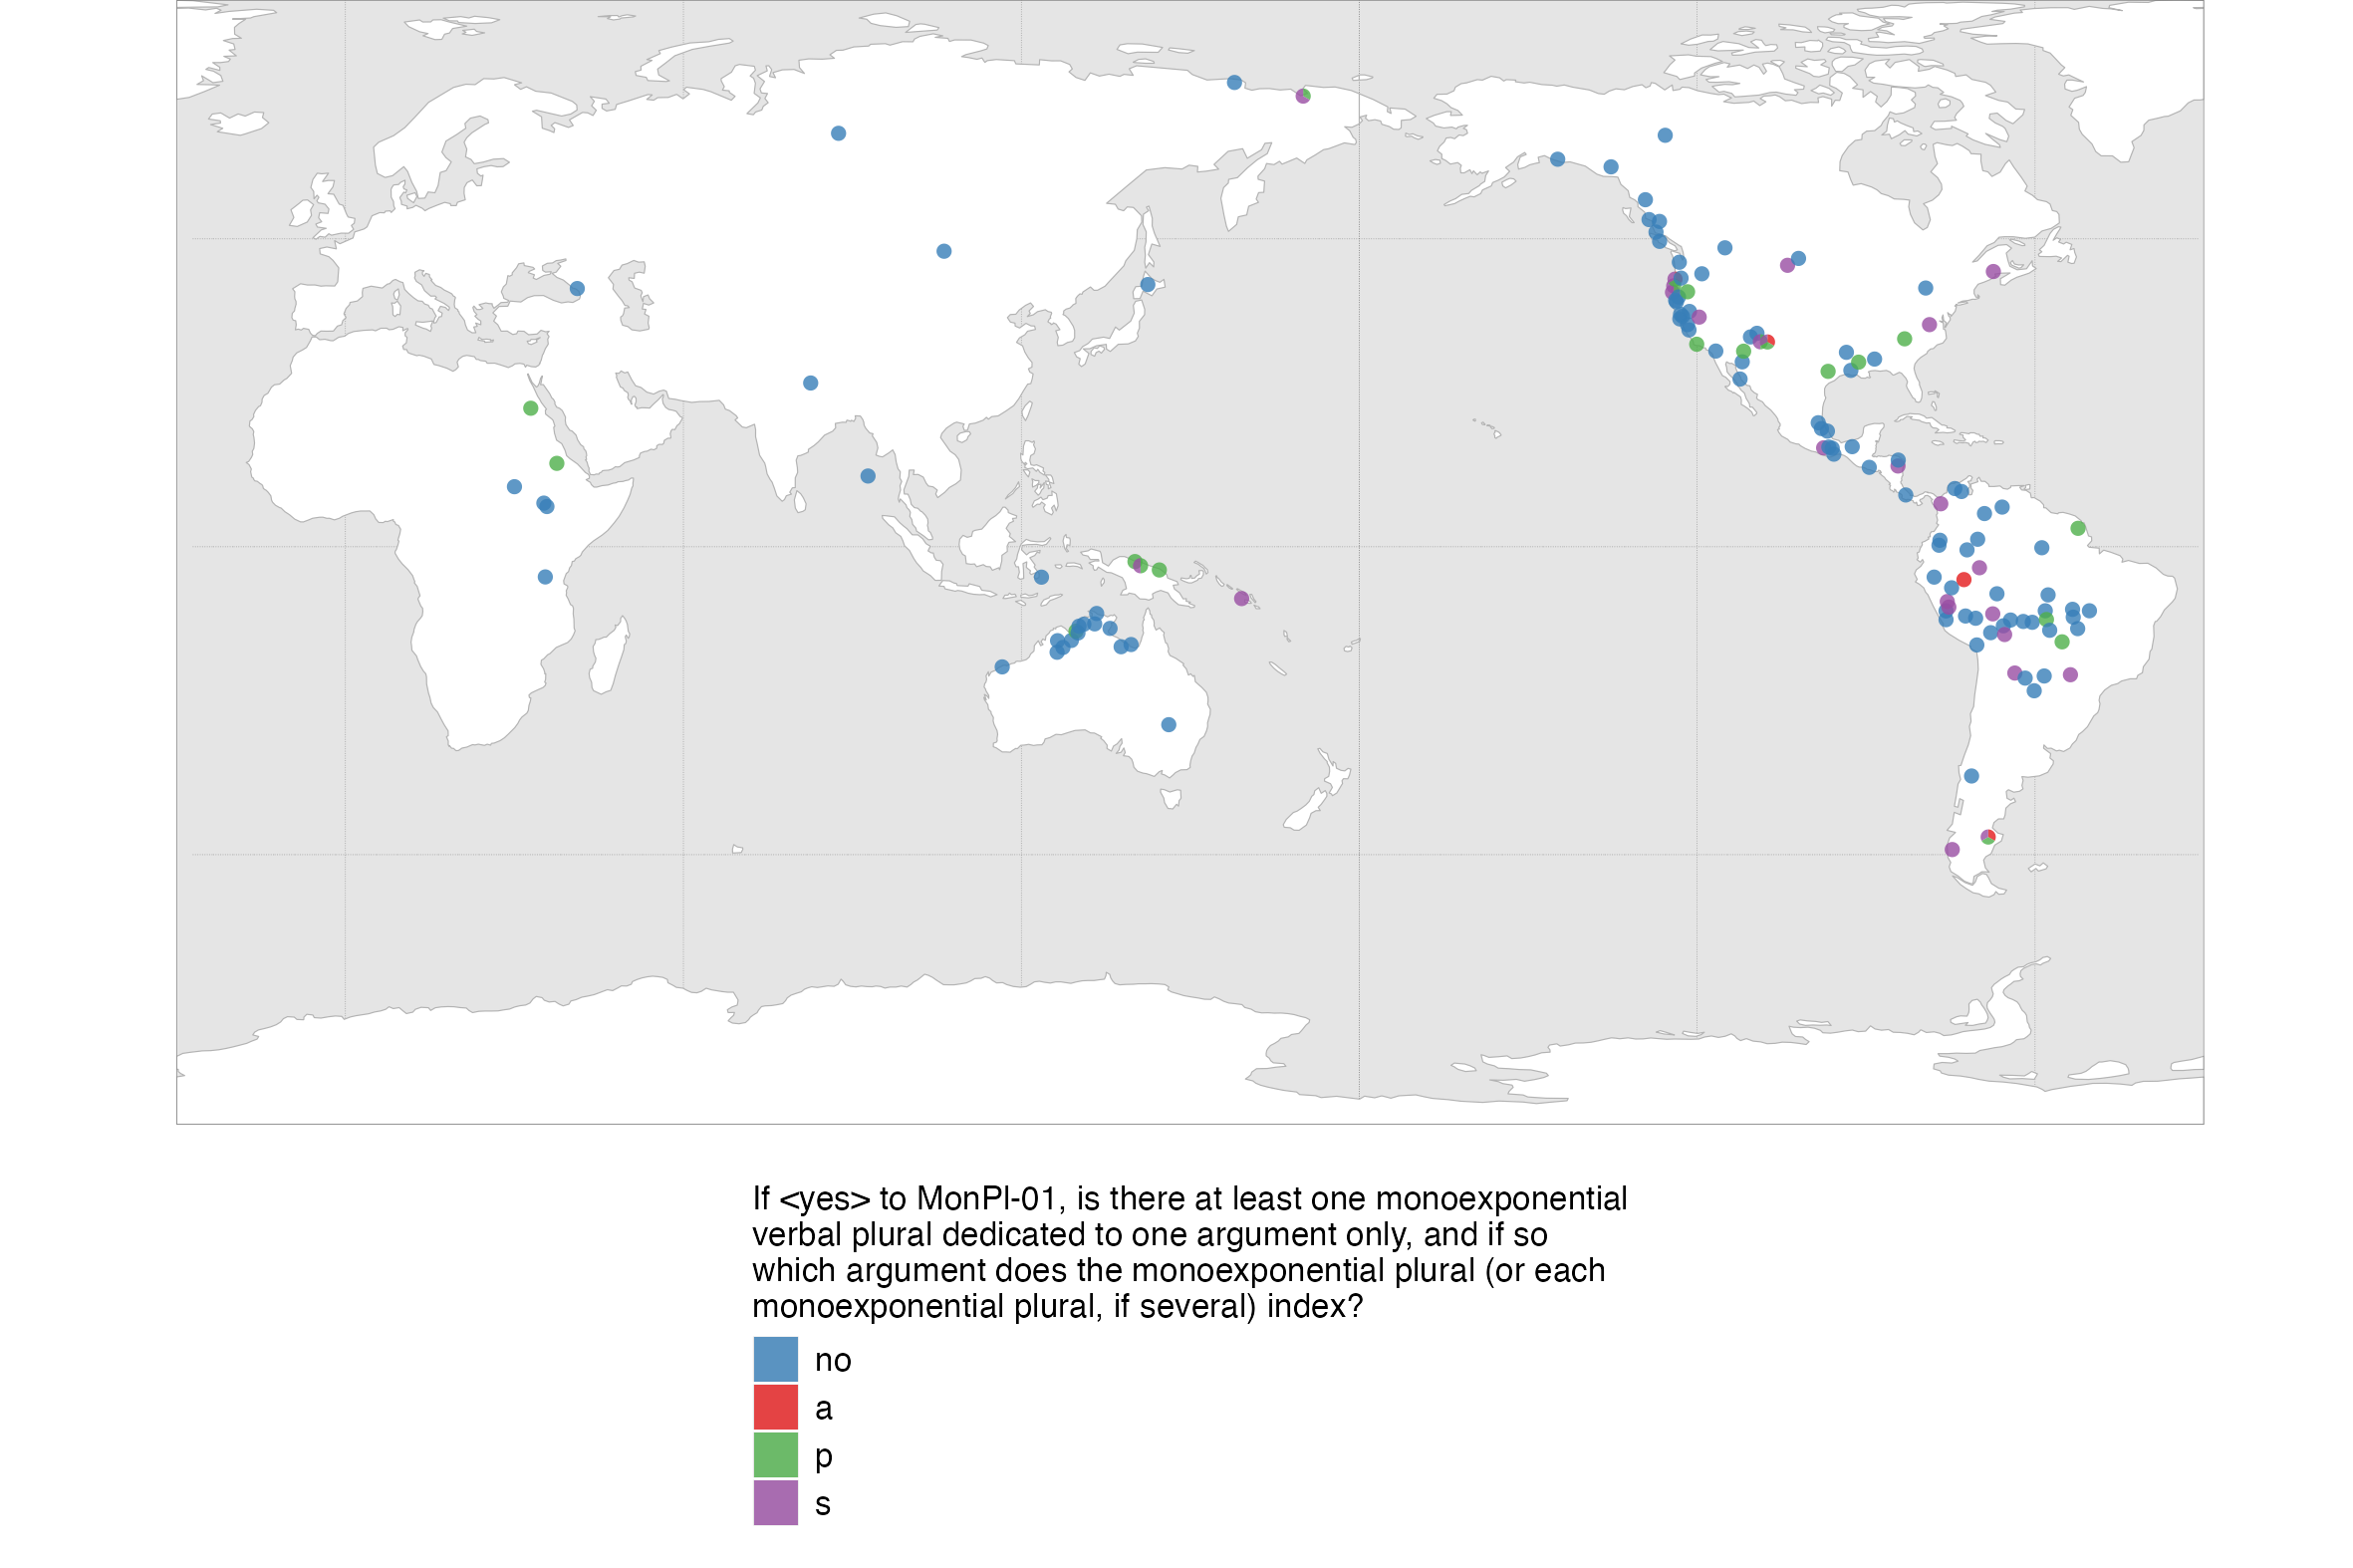 If <yes> to MonPl-01, is there at least one monoexponential
verbal plural dedicated to one argument only, and if so
which argument does the monoexponential plural (or each
monoexponential plural, if several) index?
no
a
p
s